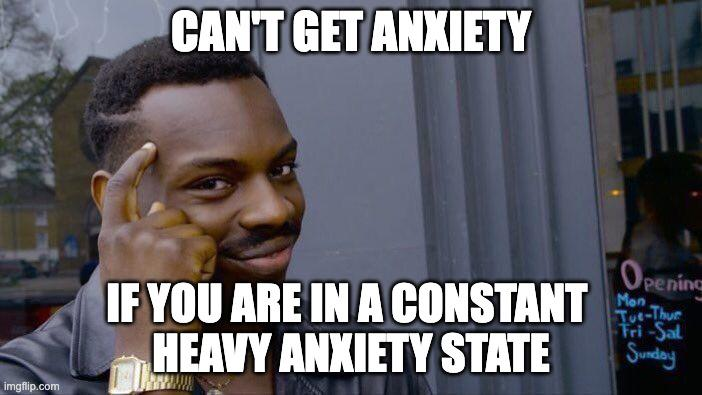 CAN'T GET ANXIETY
IF YOU ARE IN A CONSTANT
HEAVY ANXIETY STATE
Opening
Mon
Tue-Thur
Fri-Sat
Sunday
imgflip.com